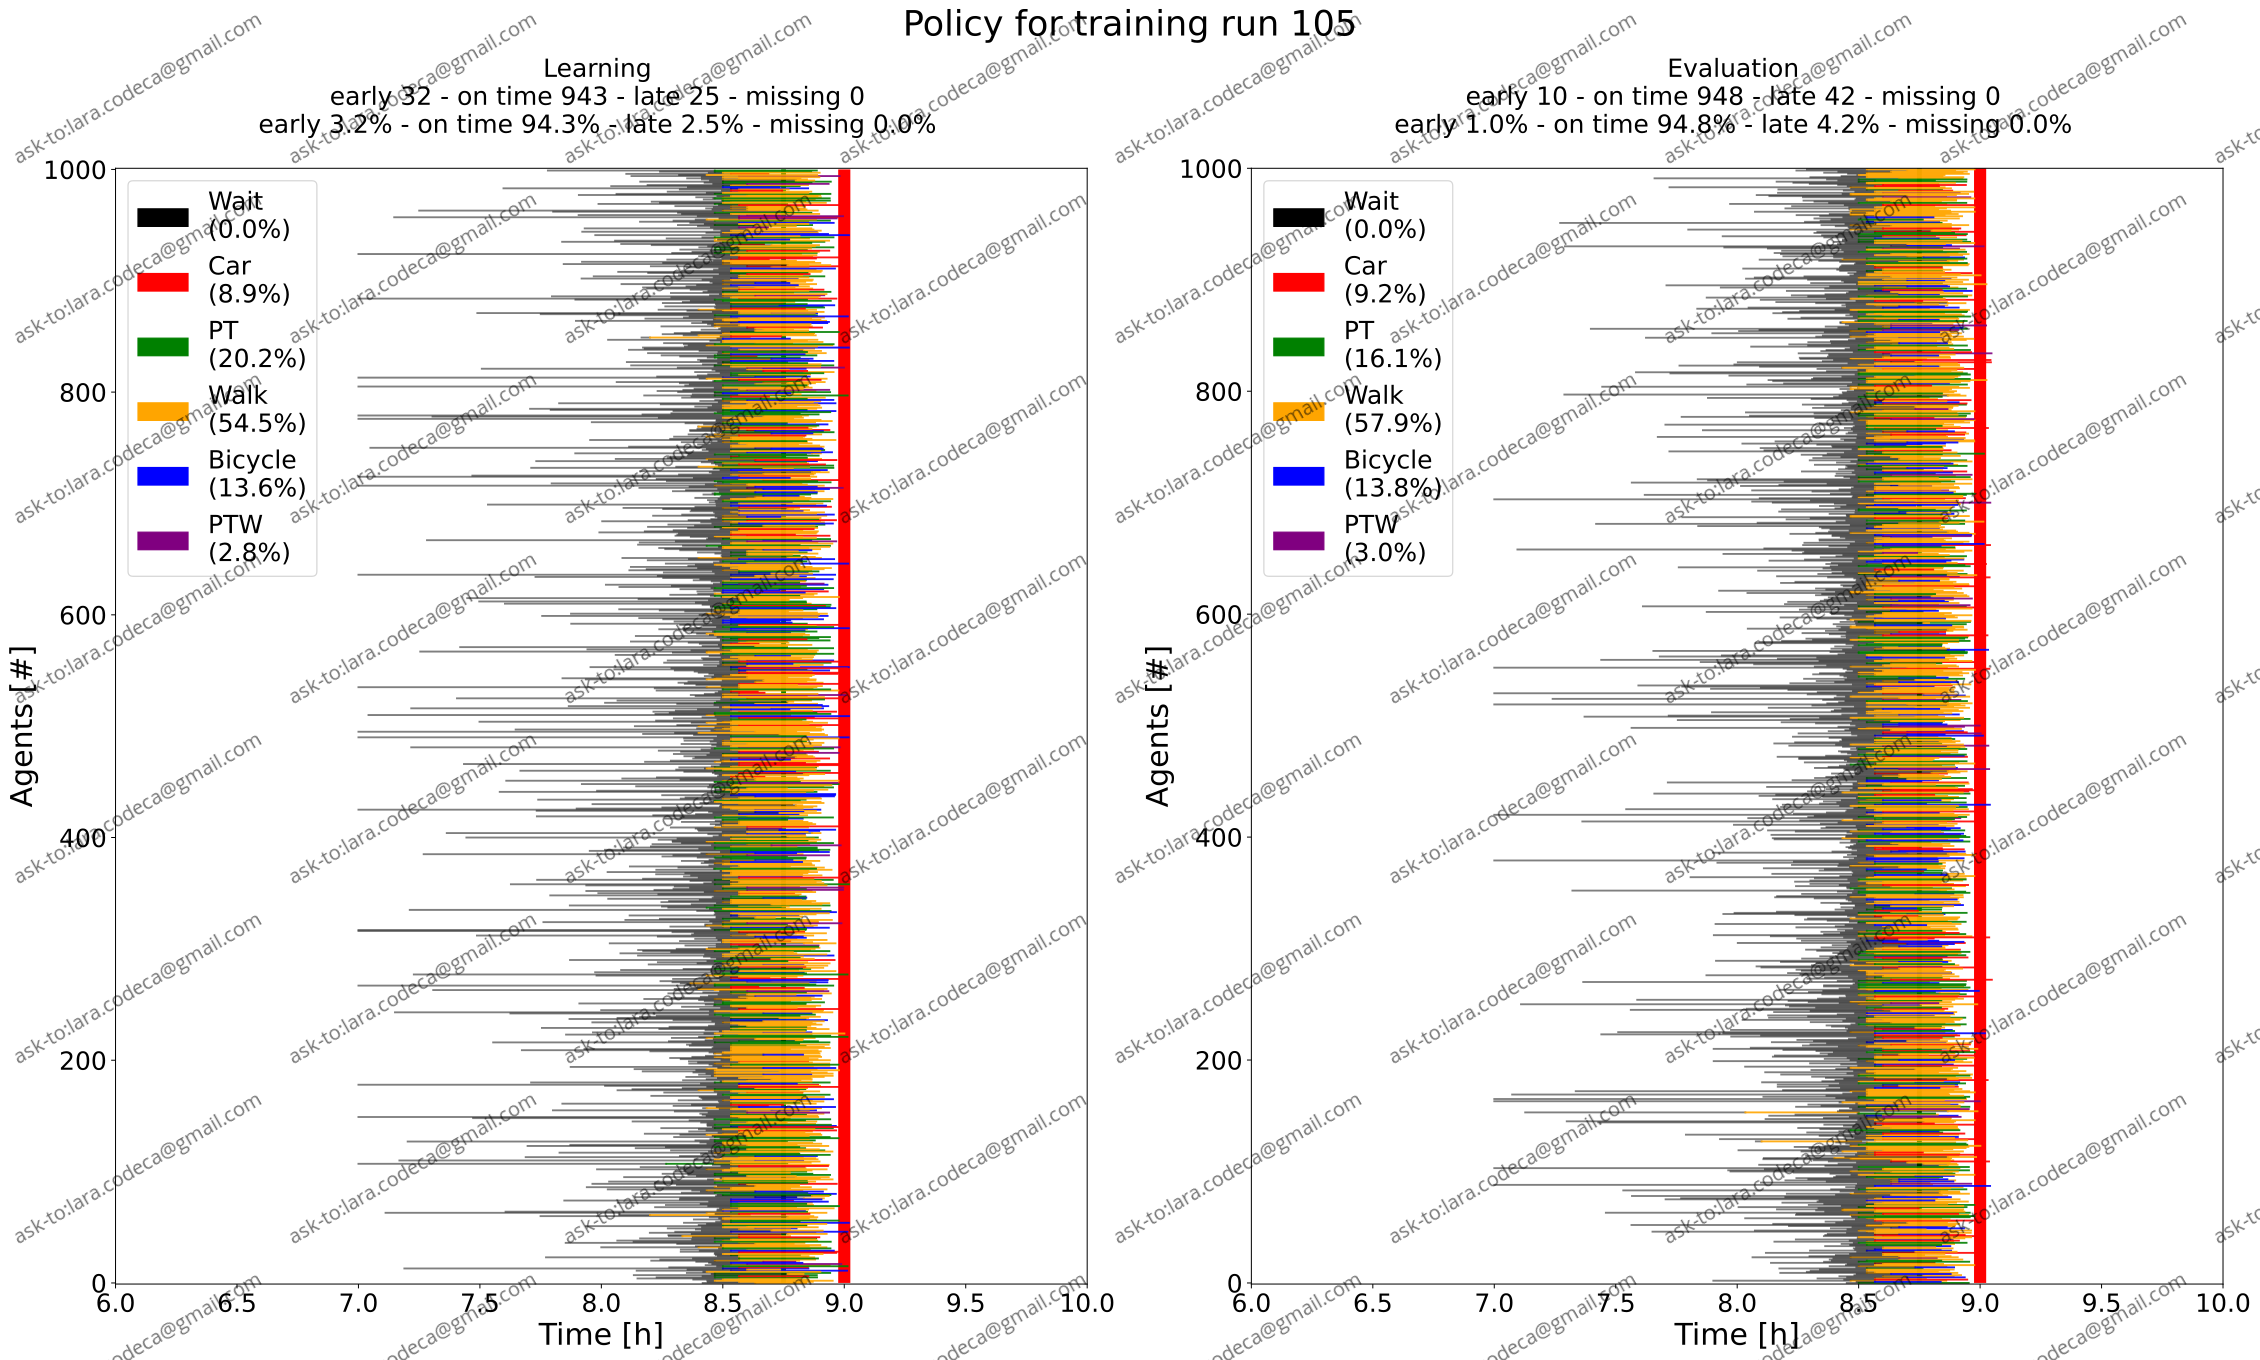 Policy for training run 105
Learning
early 32 - on time 943 - late 25 - missing 0
early 3.2% - on time 94.3% - late 2.5% - missing 0.0%
1000
800
600
400
200
0
Agents [#]
Wait
(0.0%)
Car
(8.9%)
PT
(20.2%)
Walk
(54.5%)
Bicycle
(13.6%)
PTW
(2.8%)
6.0 6.5 7.0 7.5 8.0 8.5 9.0 9.5 10.0
Time [h]
Evaluation
early 10 - on time 948 - late 42 - missing 0
early 1.0% - on time 94.8% - late 4.2% - missing 0.0%
1000
800
600
400
200
0
Agents [#]
Wait
(0.0%)
Car
(9.2%)
PT
(16.1%)
Walk
(57.9%)
Bicycle
(13.8%)
PTW
(3.0%)
6.0 6.5 7.0 7.5 8.0 8.5 9.0 9.5 10.0
Time [h]
ask-to:lara.codeca@gmail.com